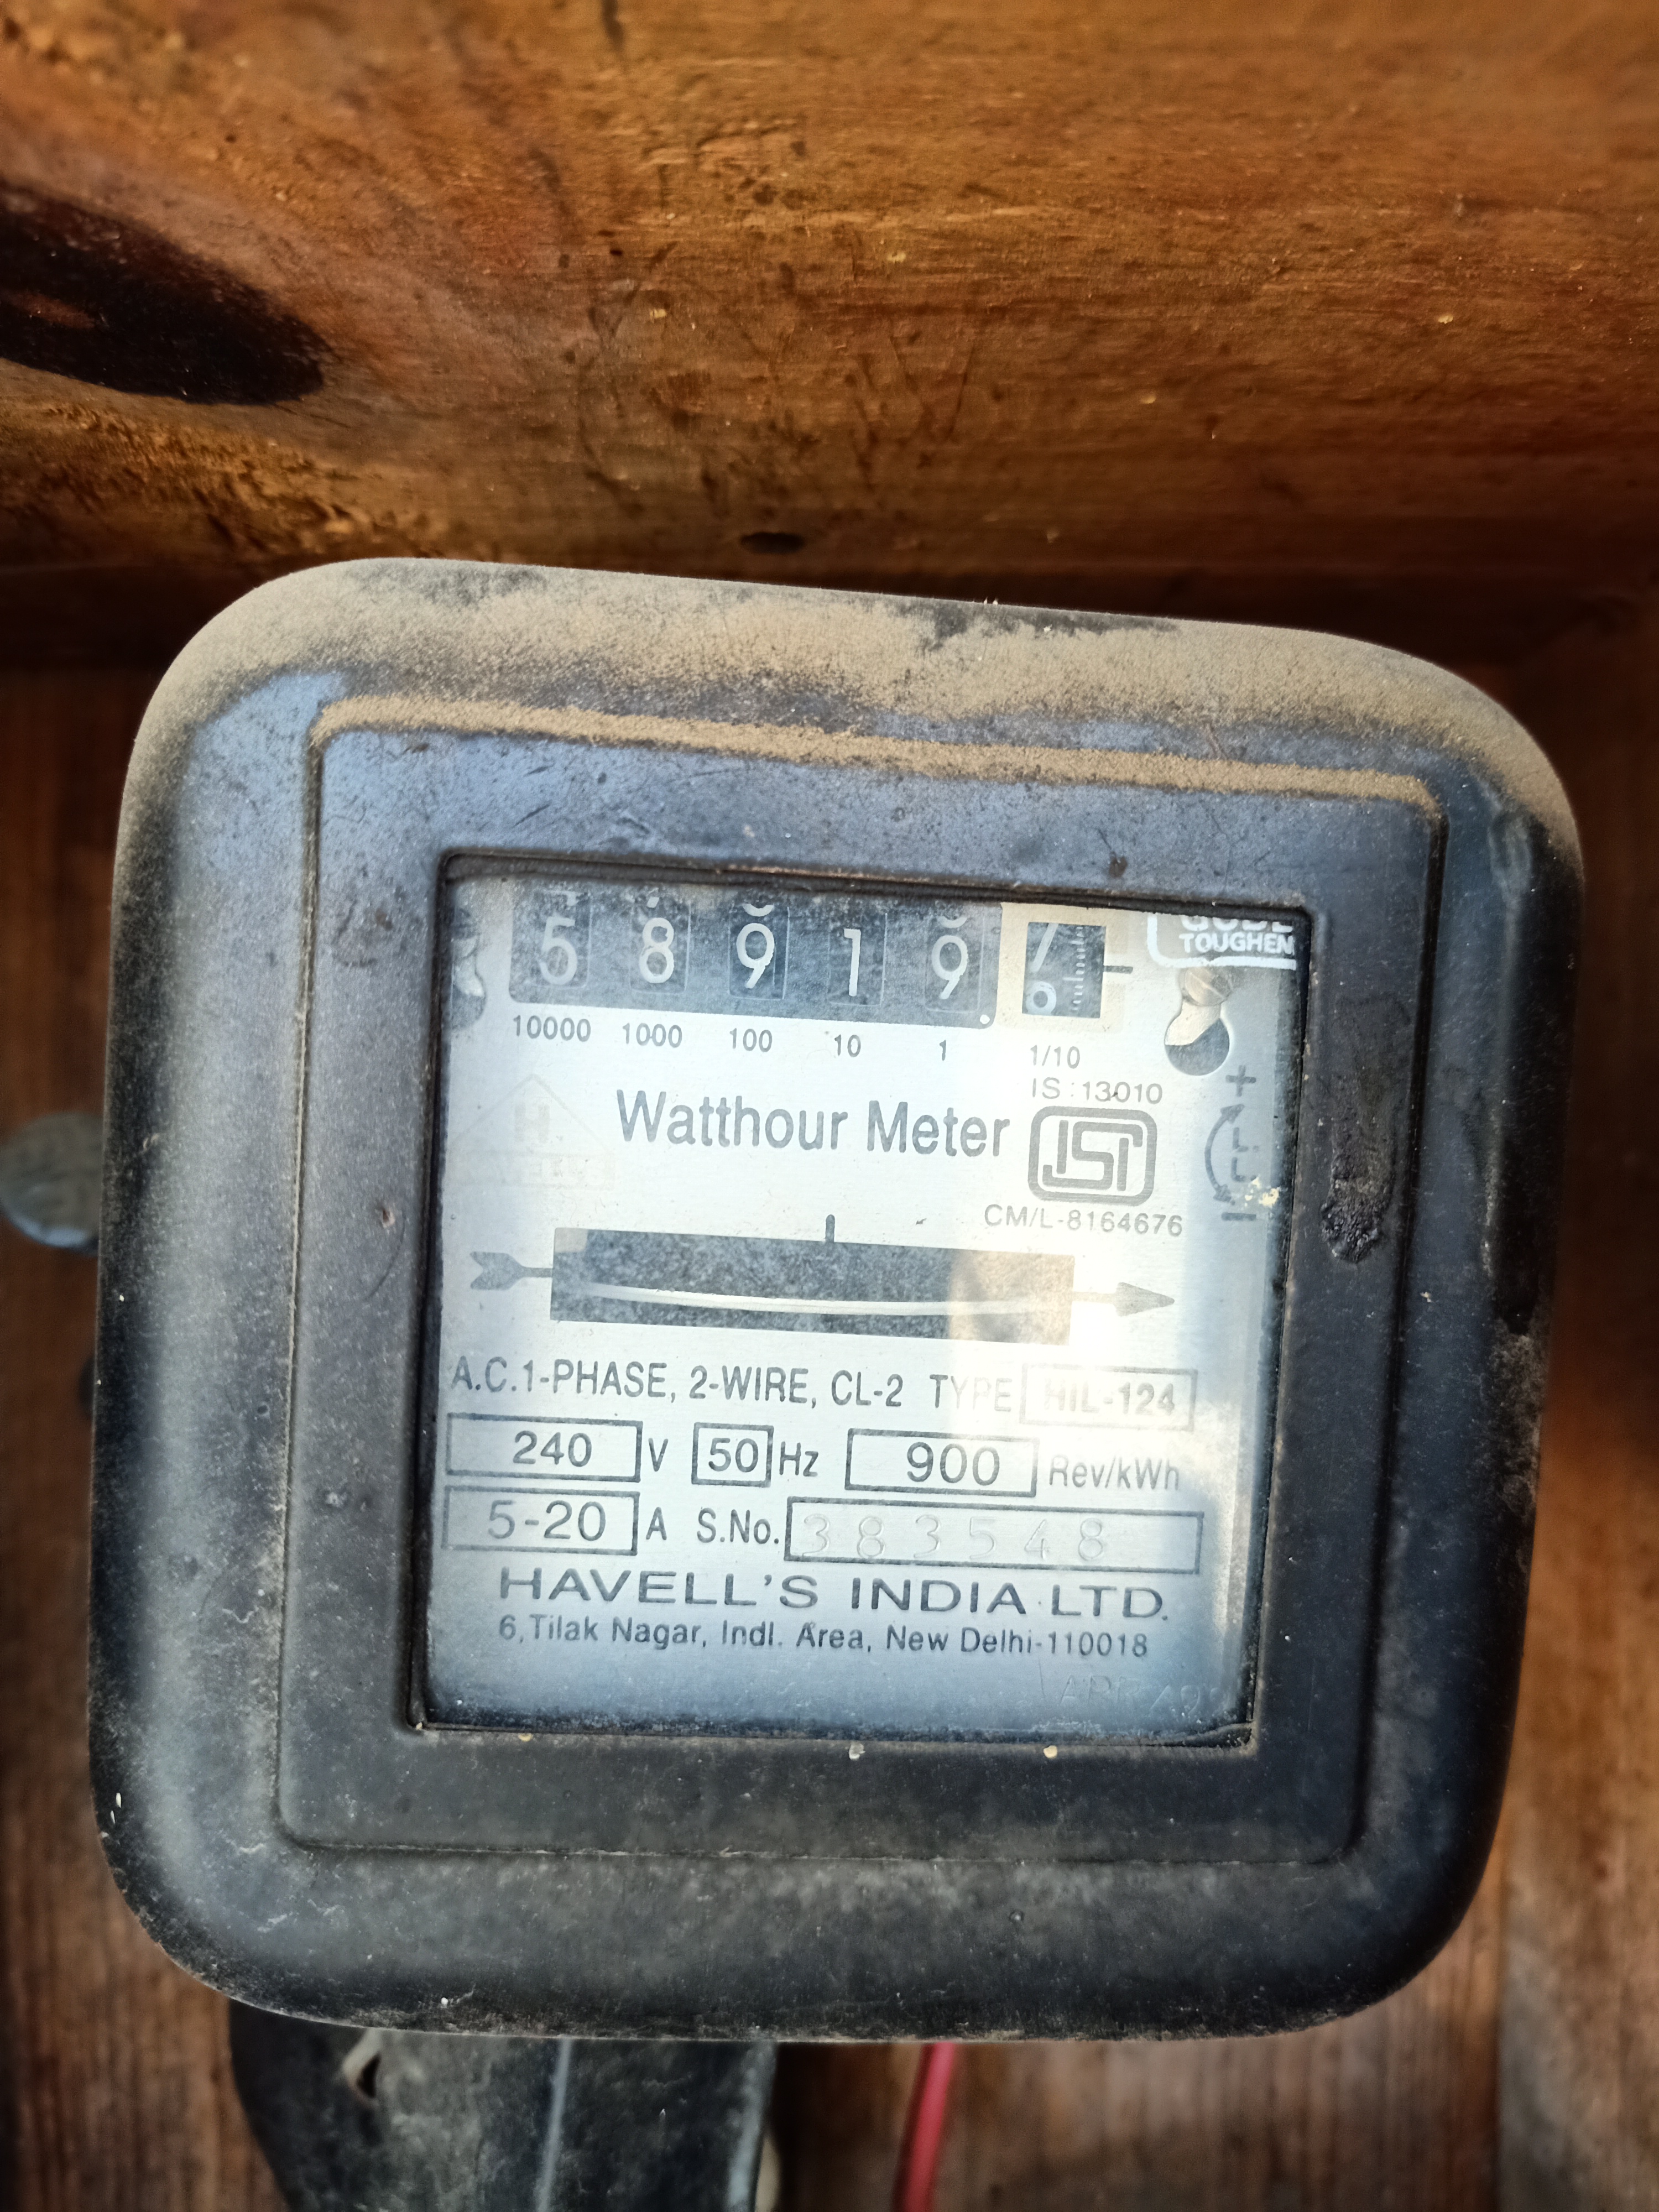 5 8 9 1 9 7
6
TOUGHEN
10000 1000 100 10 1 1/10
IS : 13010
Watthour Meter
ISI
CM/L-8164676
+
-
A.C.1-PHASE, 2-WIRE, CL-2 TYPE HIL-124
240 V 50 Hz 900 Rev/kWh
5-20 A S.No. 383548
HAVELL'S INDIA LTD.
6,Tilak Nagar, Indl. Area, New Delhi-110018